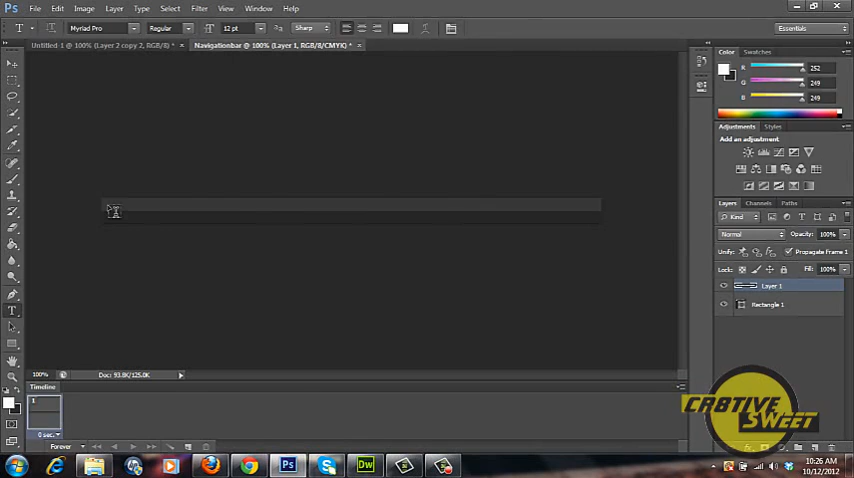 Ps File Edit Image Layer Type Select Filter View Window Help
T Myriad Pro Regular 12 pt Sharp Essentials
Untitled-1 @ 100% (Layer 2 copy 2, RGB/8) * × Navigationbar @ 100% (Layer 1, RGB/8/CMYK) * ×
Color Swatches
R 252
G 249
B 249
Adjustments Styles
Add an adjustment
Layers Channels Paths
Kind
Normal Opacity: 100%
Unify: Propagate Frame 1
Lock: Fill: 100%
Layer 1
Rectangle 1
100% Doc: 93.8K/125.0K
Timeline
1
0 sec.
Forever
CR8TIVE
SWEET
Ps Dw
10:26 AM
10/12/2012